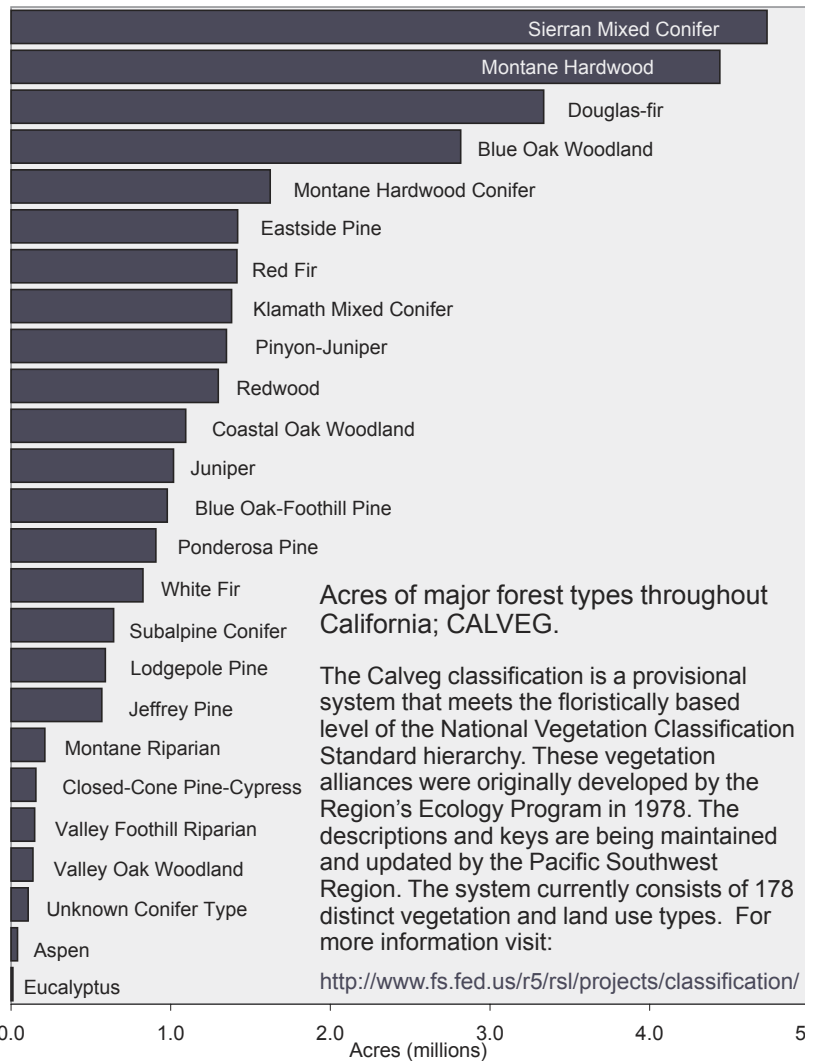 Sierran Mixed Conifer
Montane Hardwood
Douglas-fir
Blue Oak Woodland
Montane Hardwood Conifer
Eastside Pine
Red Fir
Klamath Mixed Conifer
Pinyon-Juniper
Redwood
Coastal Oak Woodland
Juniper
Blue Oak-Foothill Pine
Ponderosa Pine
White Fir
Subalpine Conifer
Lodgepole Pine
Jeffrey Pine
Montane Riparian
Closed-Cone Pine-Cypress
Valley Foothill Riparian
Valley Oak Woodland
Unknown Conifer Type
Aspen
Eucalyptus
Acres of major forest types throughout
California; CALVEG.
The Calveg classification is a provisional
system that meets the floristically based
level of the National Vegetation Classification
Standard hierarchy. These vegetation
alliances were originally developed by the
Region's Ecology Program in 1978. The
descriptions and keys are being maintained
and updated by the Pacific Southwest
Region. The system currently consists of 178
distinct vegetation and land use types. For
more information visit:
http://www.fs.fed.us/r5/rsl/projects/classification/
0.0 1.0 2.0 3.0 4.0 5
Acres (millions)